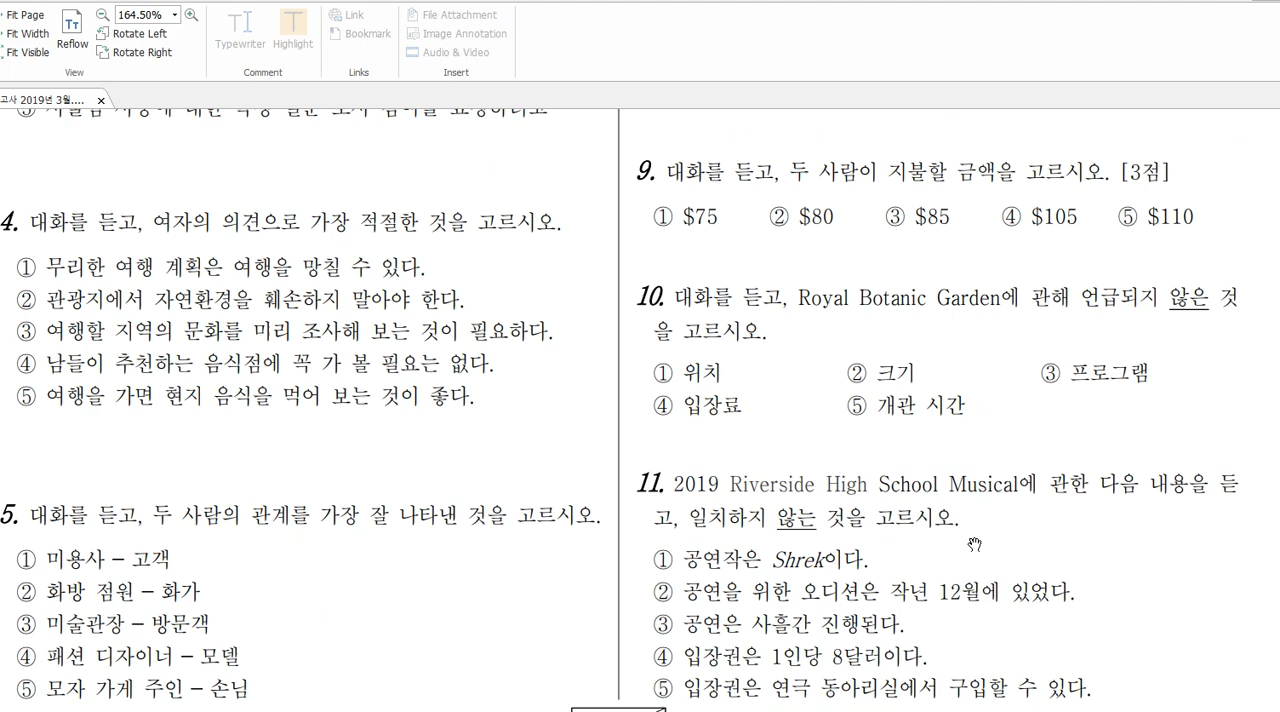 Fit Page
Fit Width
Fit Visible
Reflow
164.50%
Rotate Left
Rotate Right
View
Typewriter
Highlight
Comment
Link
Bookmark
Links
File Attachment
Image Annotation
Audio & Video
Insert
고사 2019년 3월....
4. 대화를 듣고, 여자의 의견으로 가장 적절한 것을 고르시오.
① 무리한 여행 계획은 여행을 망칠 수 있다.
② 관광지에서 자연환경을 훼손하지 말아야 한다.
③ 여행할 지역의 문화를 미리 조사해 보는 것이 필요하다.
④ 남들이 추천하는 음식점에 꼭 가 볼 필요는 없다.
⑤ 여행을 가면 현지 음식을 먹어 보는 것이 좋다.
5. 대화를 듣고, 두 사람의 관계를 가장 잘 나타낸 것을 고르시오.
① 미용사 – 고객
② 화방 점원 – 화가
③ 미술관장 – 방문객
④ 패션 디자이너 – 모델
⑤ 모자 가게 주인 – 손님
9. 대화를 듣고, 두 사람이 지불할 금액을 고르시오. [3점]
① $75 ② $80 ③ $85 ④ $105 ⑤ $110
10. 대화를 듣고, Royal Botanic Garden에 관해 언급되지 않은 것
을 고르시오.
① 위치 ② 크기 ③ 프로그램
④ 입장료 ⑤ 개관 시간
11. 2019 Riverside High School Musical에 관한 다음 내용을 듣
고, 일치하지 않는 것을 고르시오.
① 공연작은 Shrek이다.
② 공연을 위한 오디션은 작년 12월에 있었다.
③ 공연은 사흘간 진행된다.
④ 입장권은 1인당 8달러이다.
⑤ 입장권은 연극 동아리실에서 구입할 수 있다.